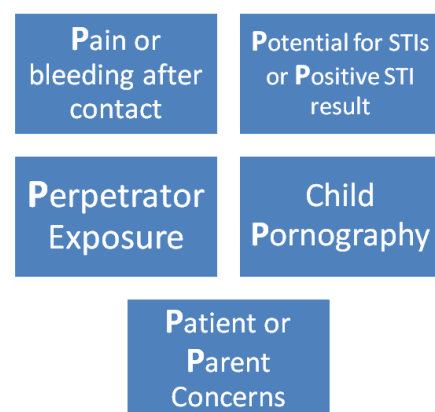 Pain or
bleeding after
contact
Potential for STIs
or Positive STI
result
Perpetrator
Exposure
Child
Pornography
Patient or
Parent
Concerns